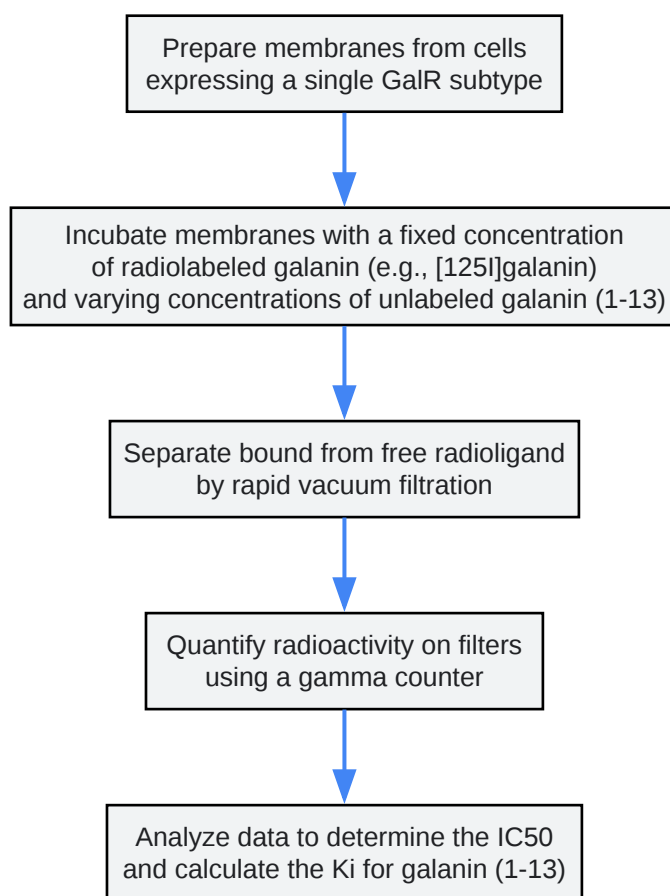 Prepare membranes from cells
expressing a single GalR subtype
Incubate membranes with a fixed concentration
of radiolabeled galanin (e.g., [125I]galanin)
and varying concentrations of unlabeled galanin (1-13)
Separate bound from free radioligand
by rapid vacuum filtration
Quantify radioactivity on filters
using a gamma counter
Analyze data to determine the IC50
and calculate the Ki for galanin (1-13)